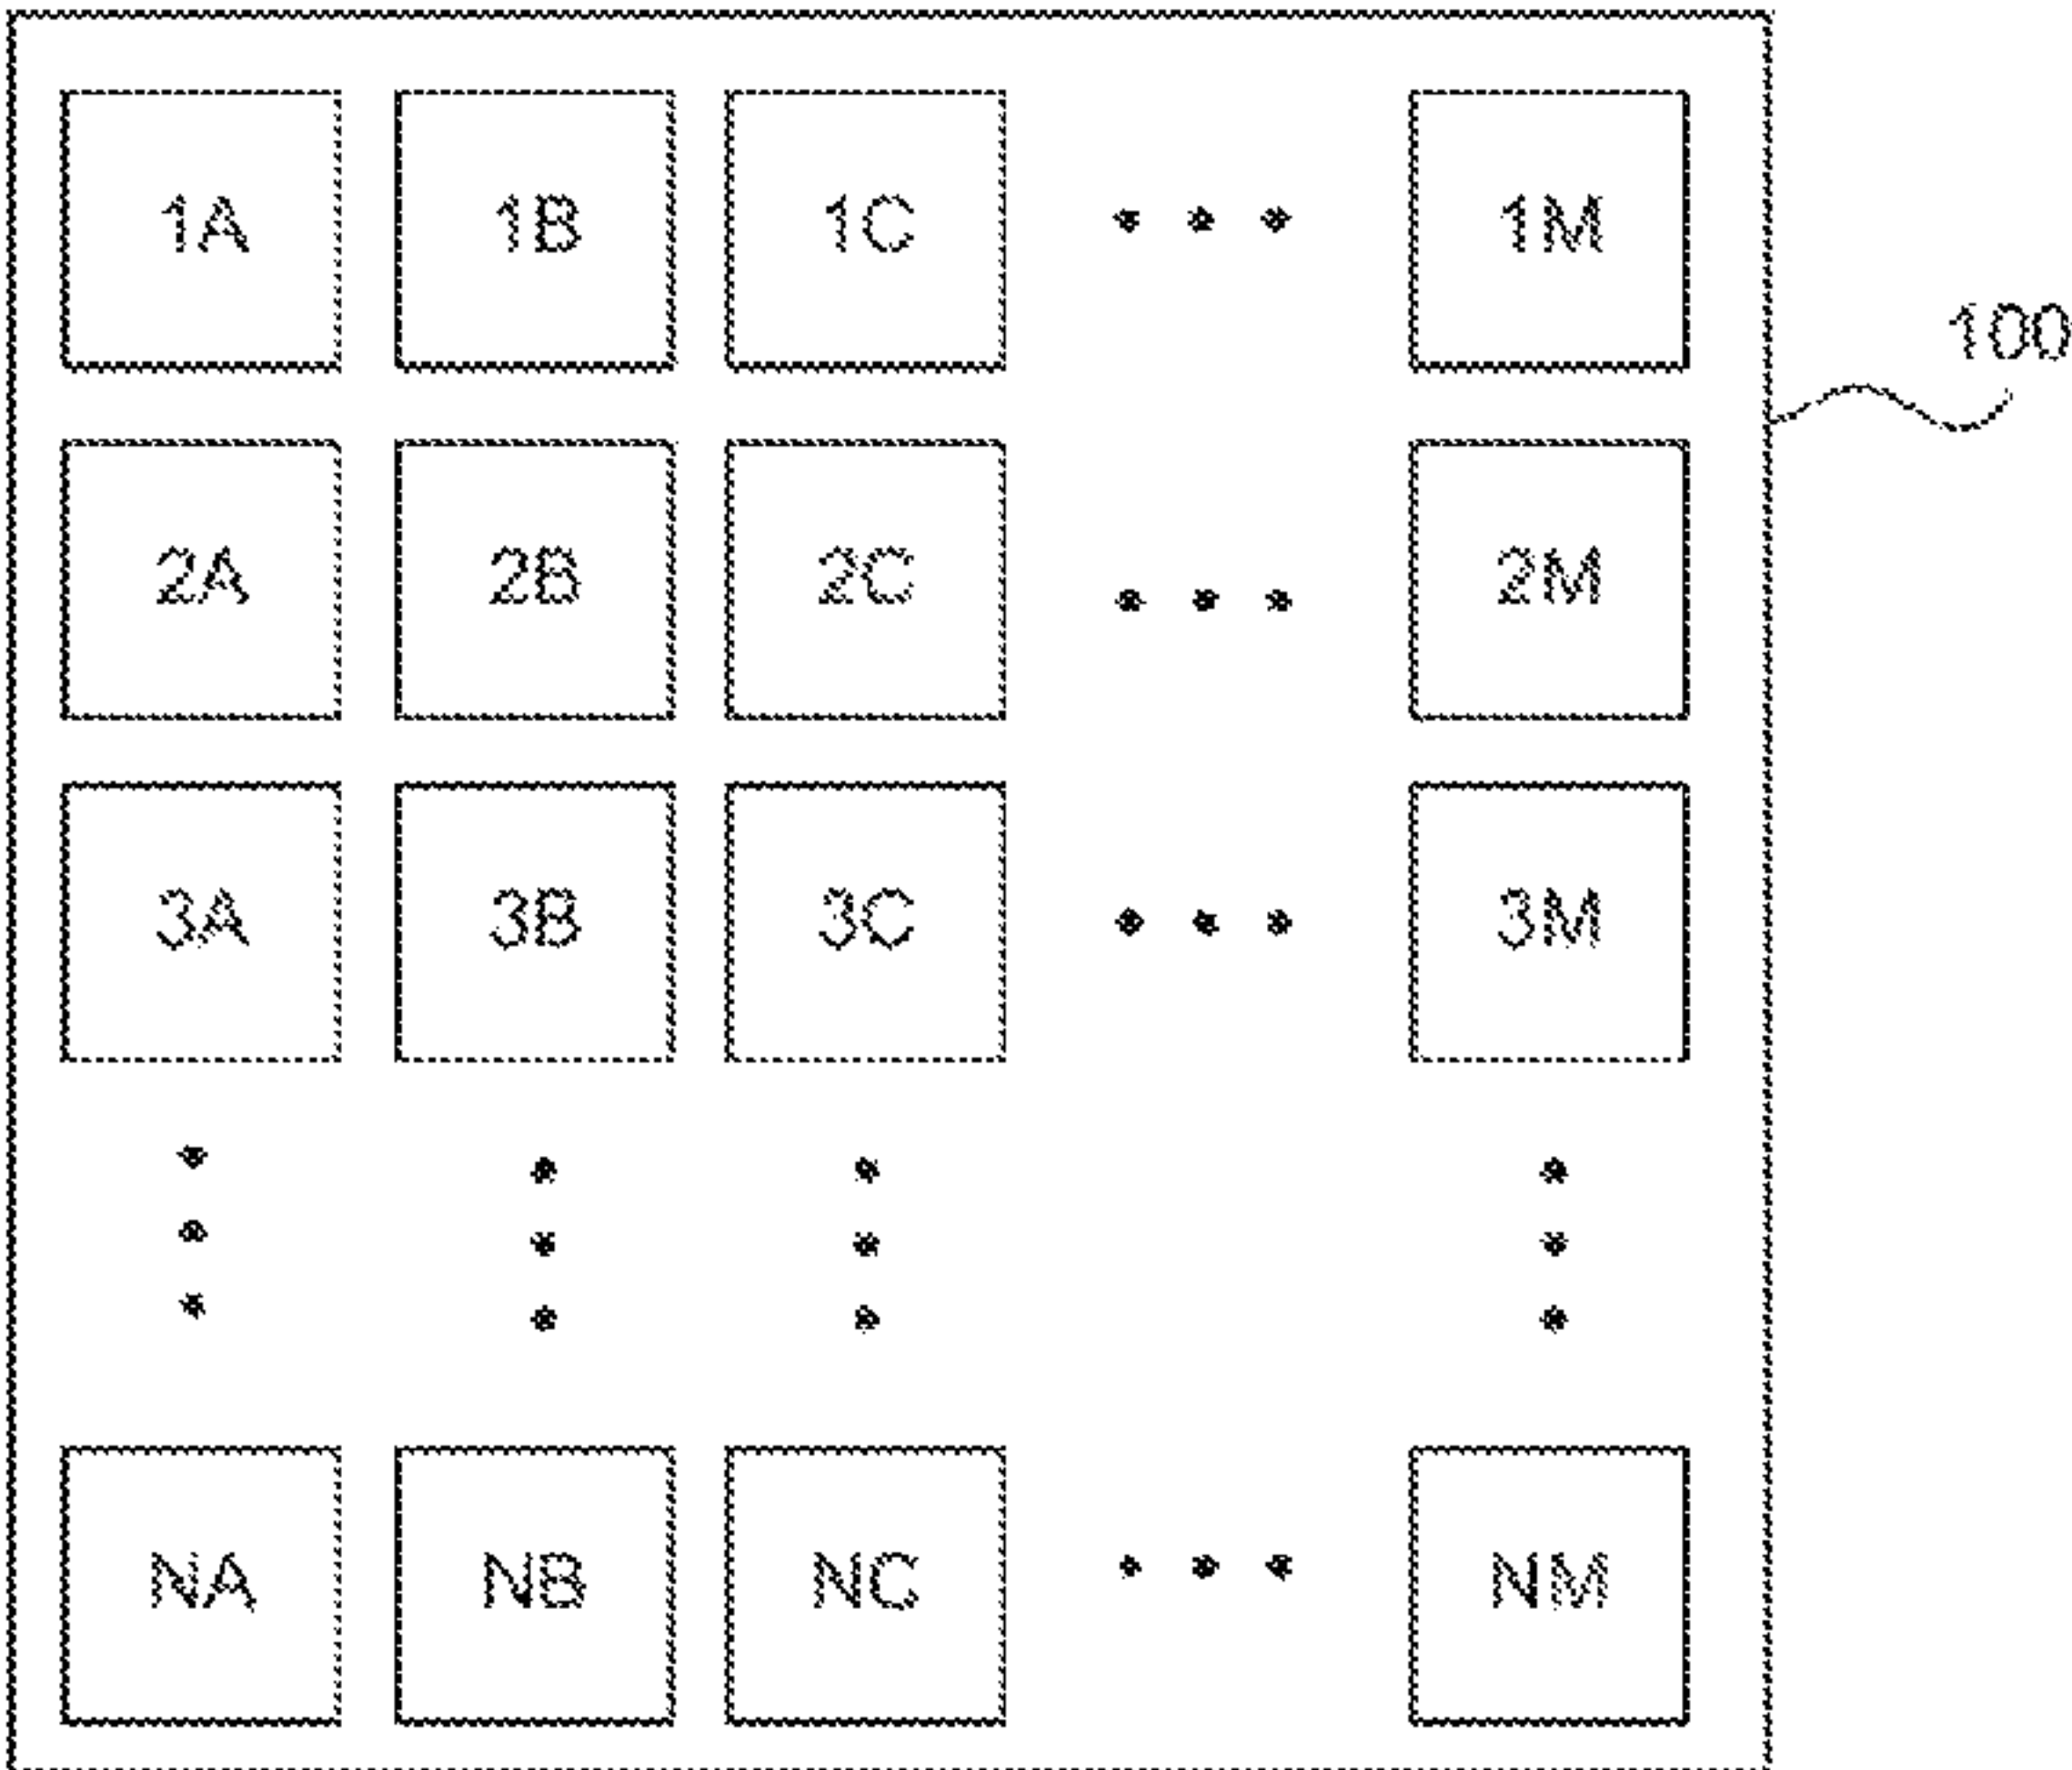 1A 1B 1C • • • 1M
100
2A 2B 2C • • • 2M
3A 3B 3C • • • 3M
NA NB NC • • • NM